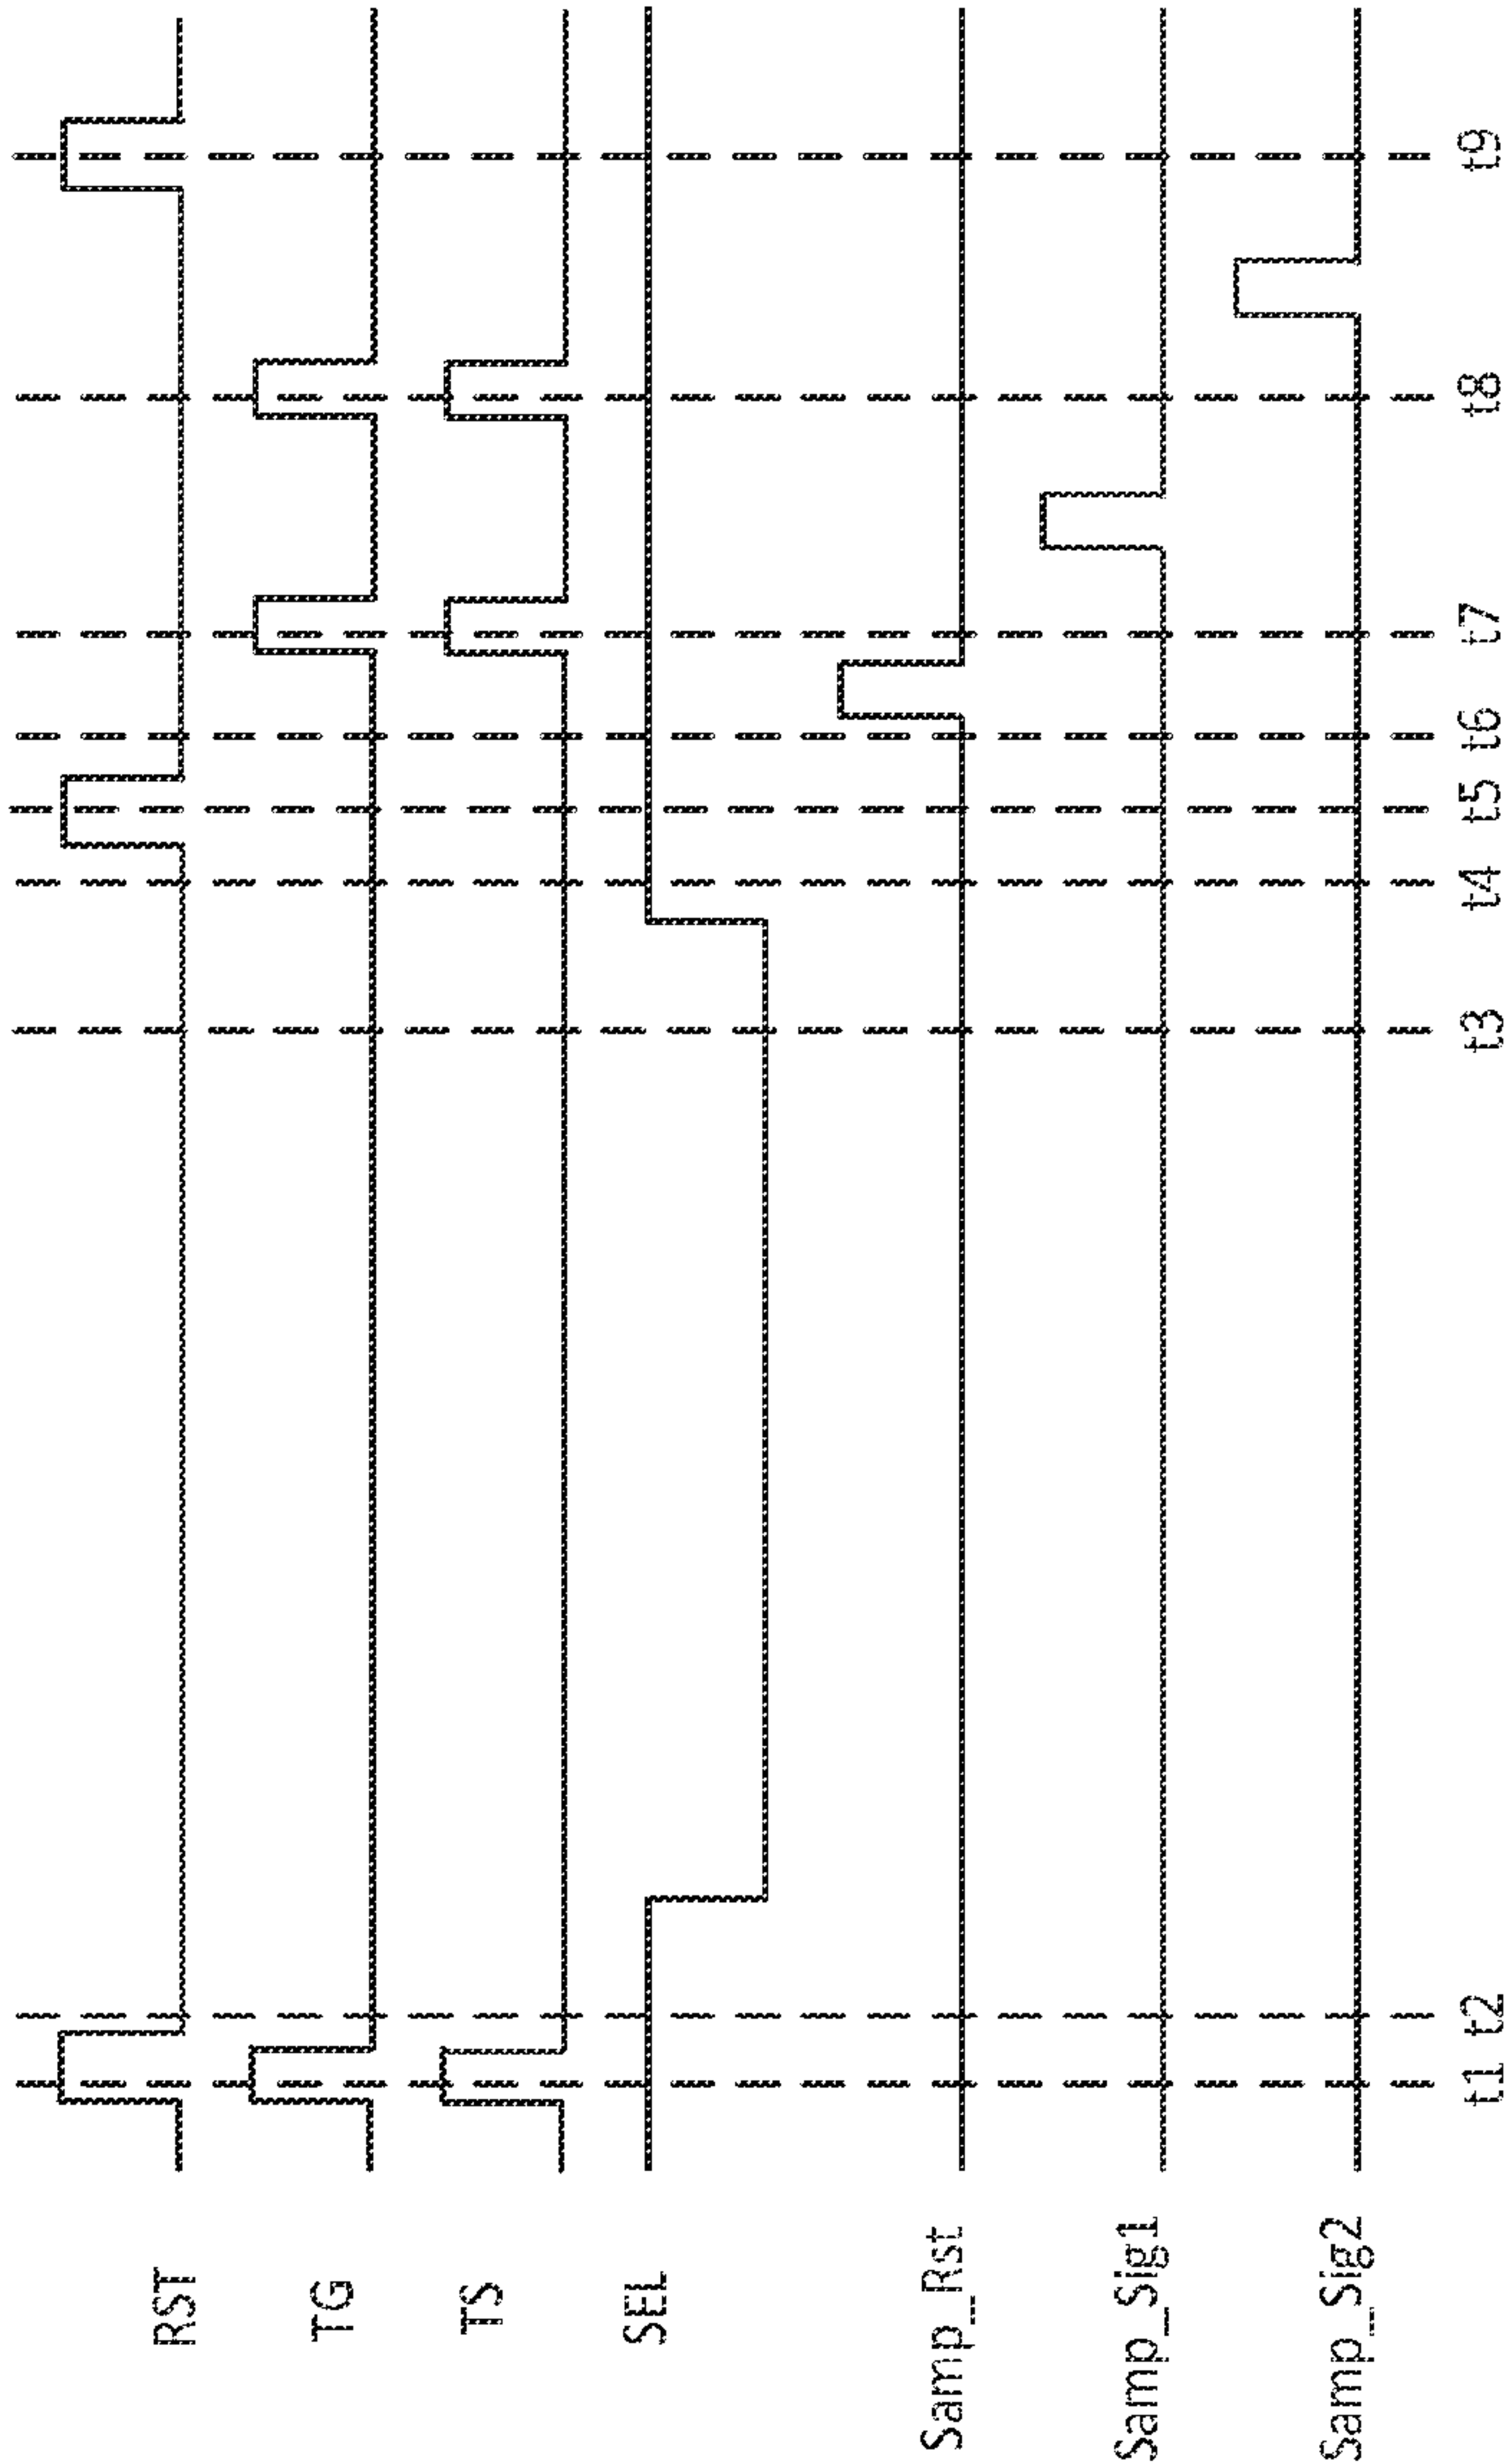 RST
TG
TS
SEL
Samp_Rst
Samp_Sig1
Samp_Sig2
t1 t2 t3 t4 t5 t6 t7 t8 t9